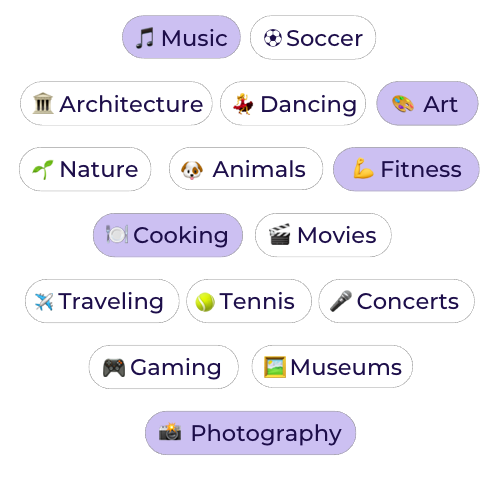 Music Soccer
Architecture Dancing Art
Nature Animals Fitness
Cooking Movies
Traveling Tennis Concerts
Gaming Museums
Photography